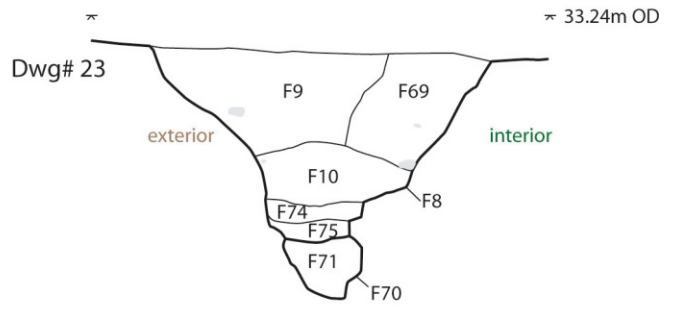 33.24m OD
Dwg# 23
F9
F69
exterior
interior
F10
F8
F74
F75
F71
F70